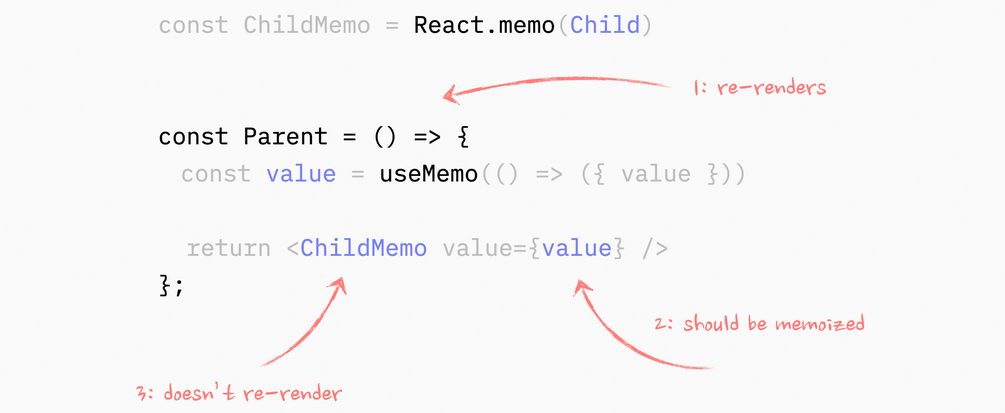 const ChildMemo = React.memo(Child)
1: re-renders
const Parent = () => {
const value = useMemo(() => ({ value }))
return <ChildMemo value={value} />
};
2: should be memoized
3: doesn't re-render